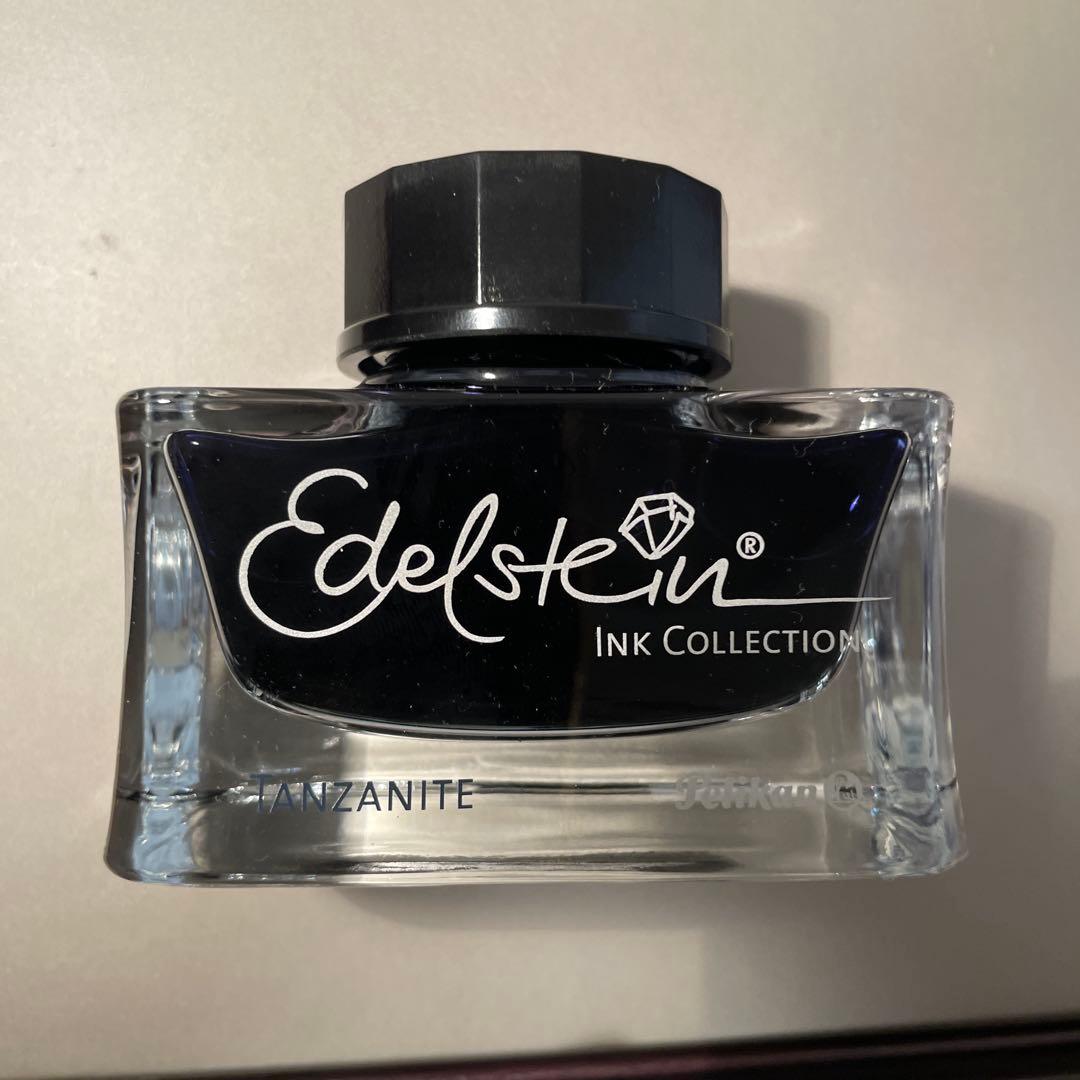 Edelstein®
INK COLLECTION
TANZANITE
Pelikan